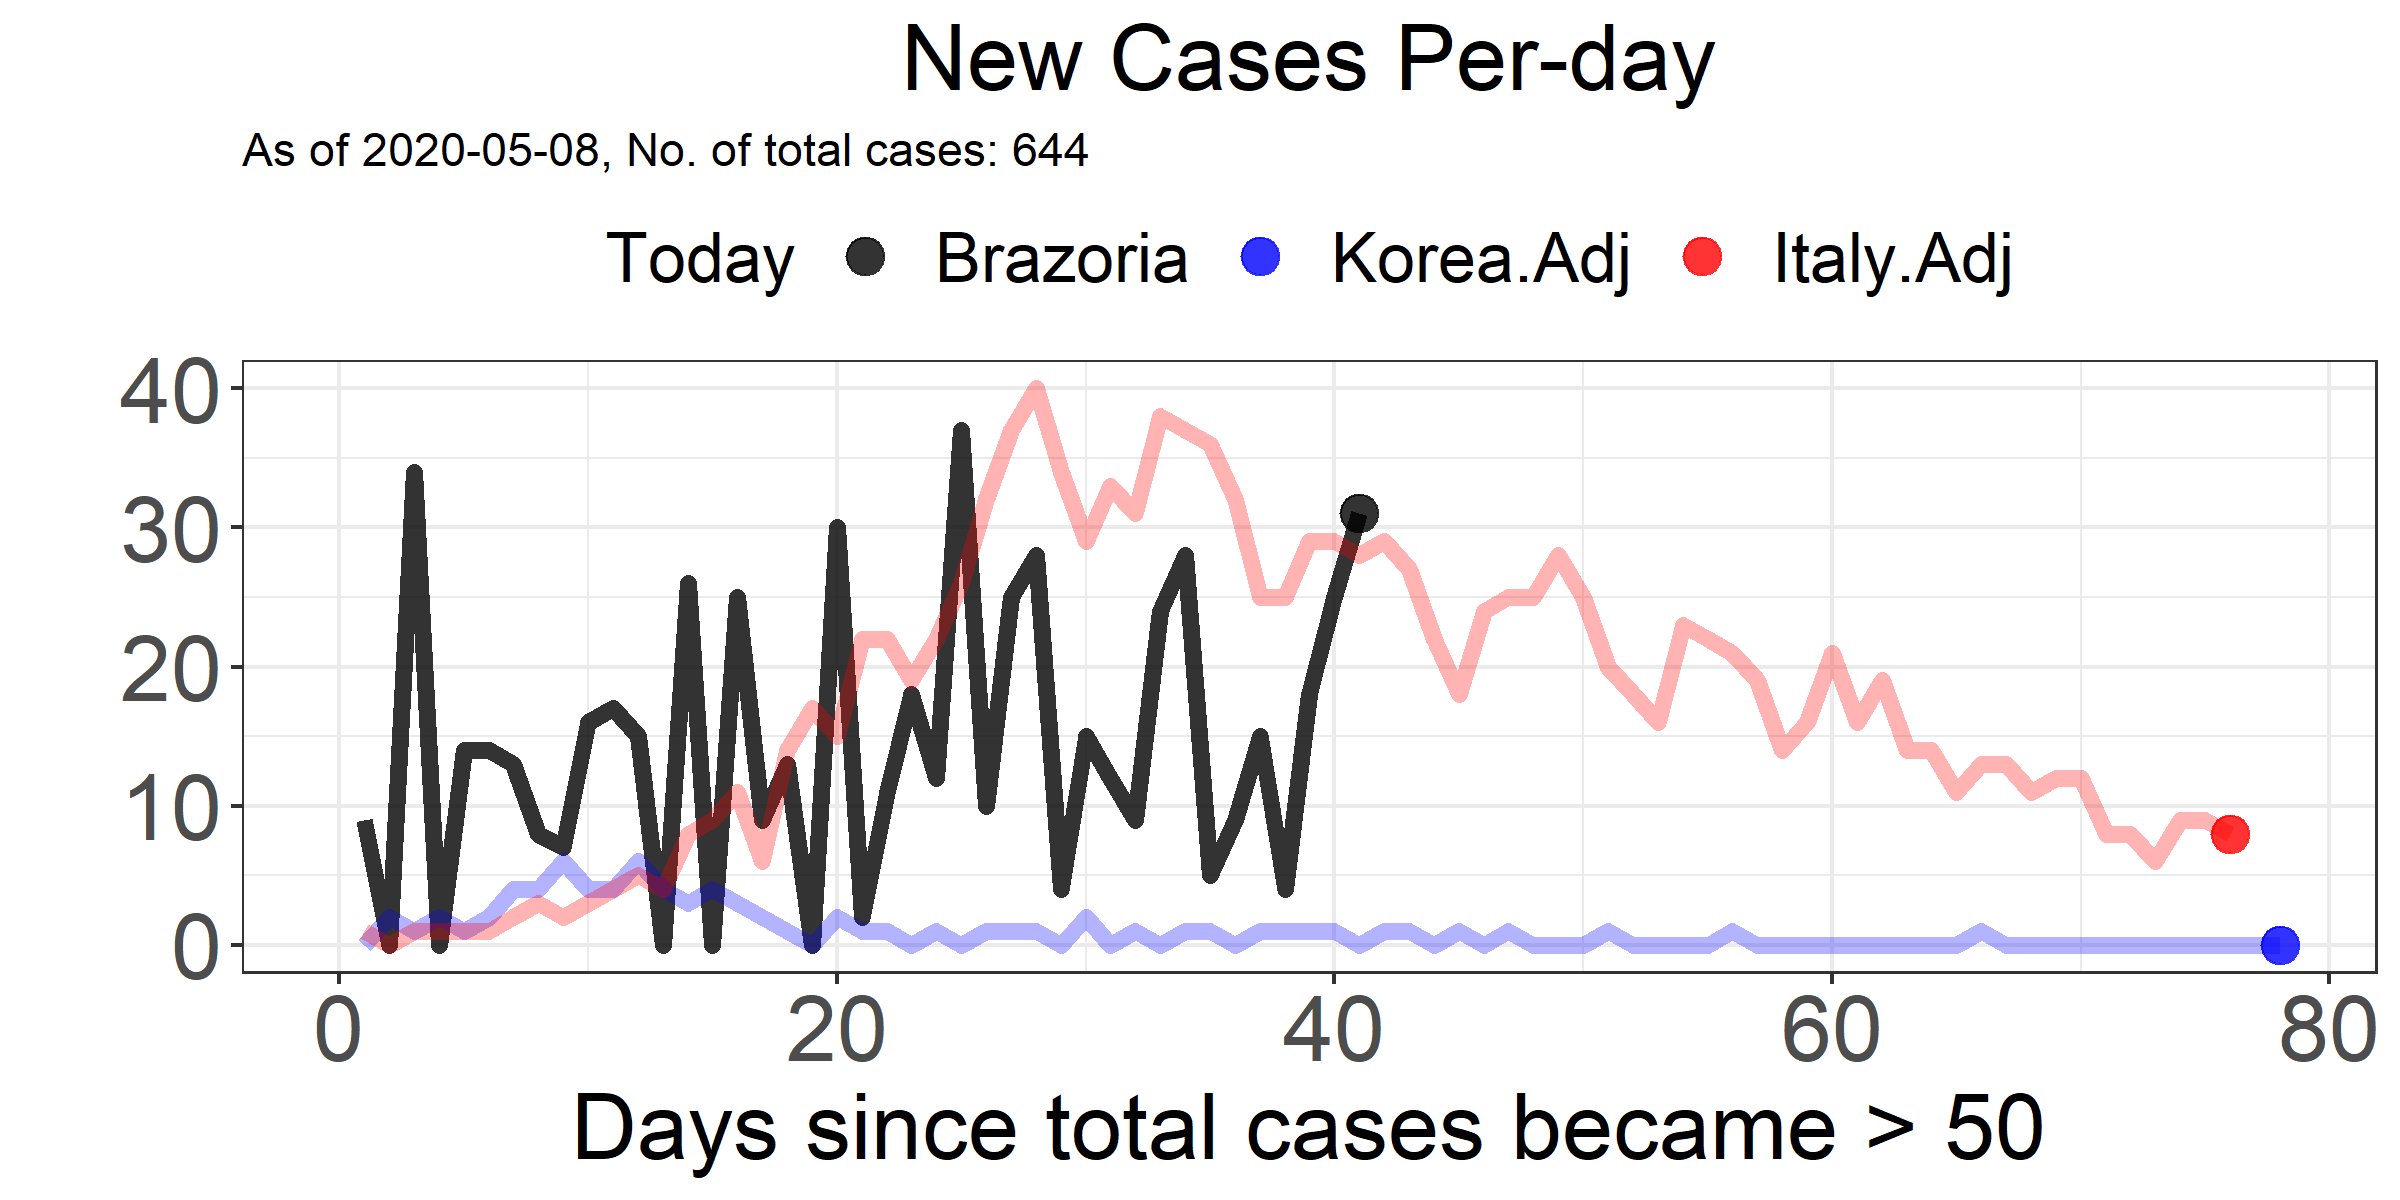 New Cases Per-day
As of 2020-05-08, No. of total cases: 644
Today Brazoria Korea.Adj Italy.Adj
40
30
20
10
0
0 20 40 60 80
Days since total cases became > 50